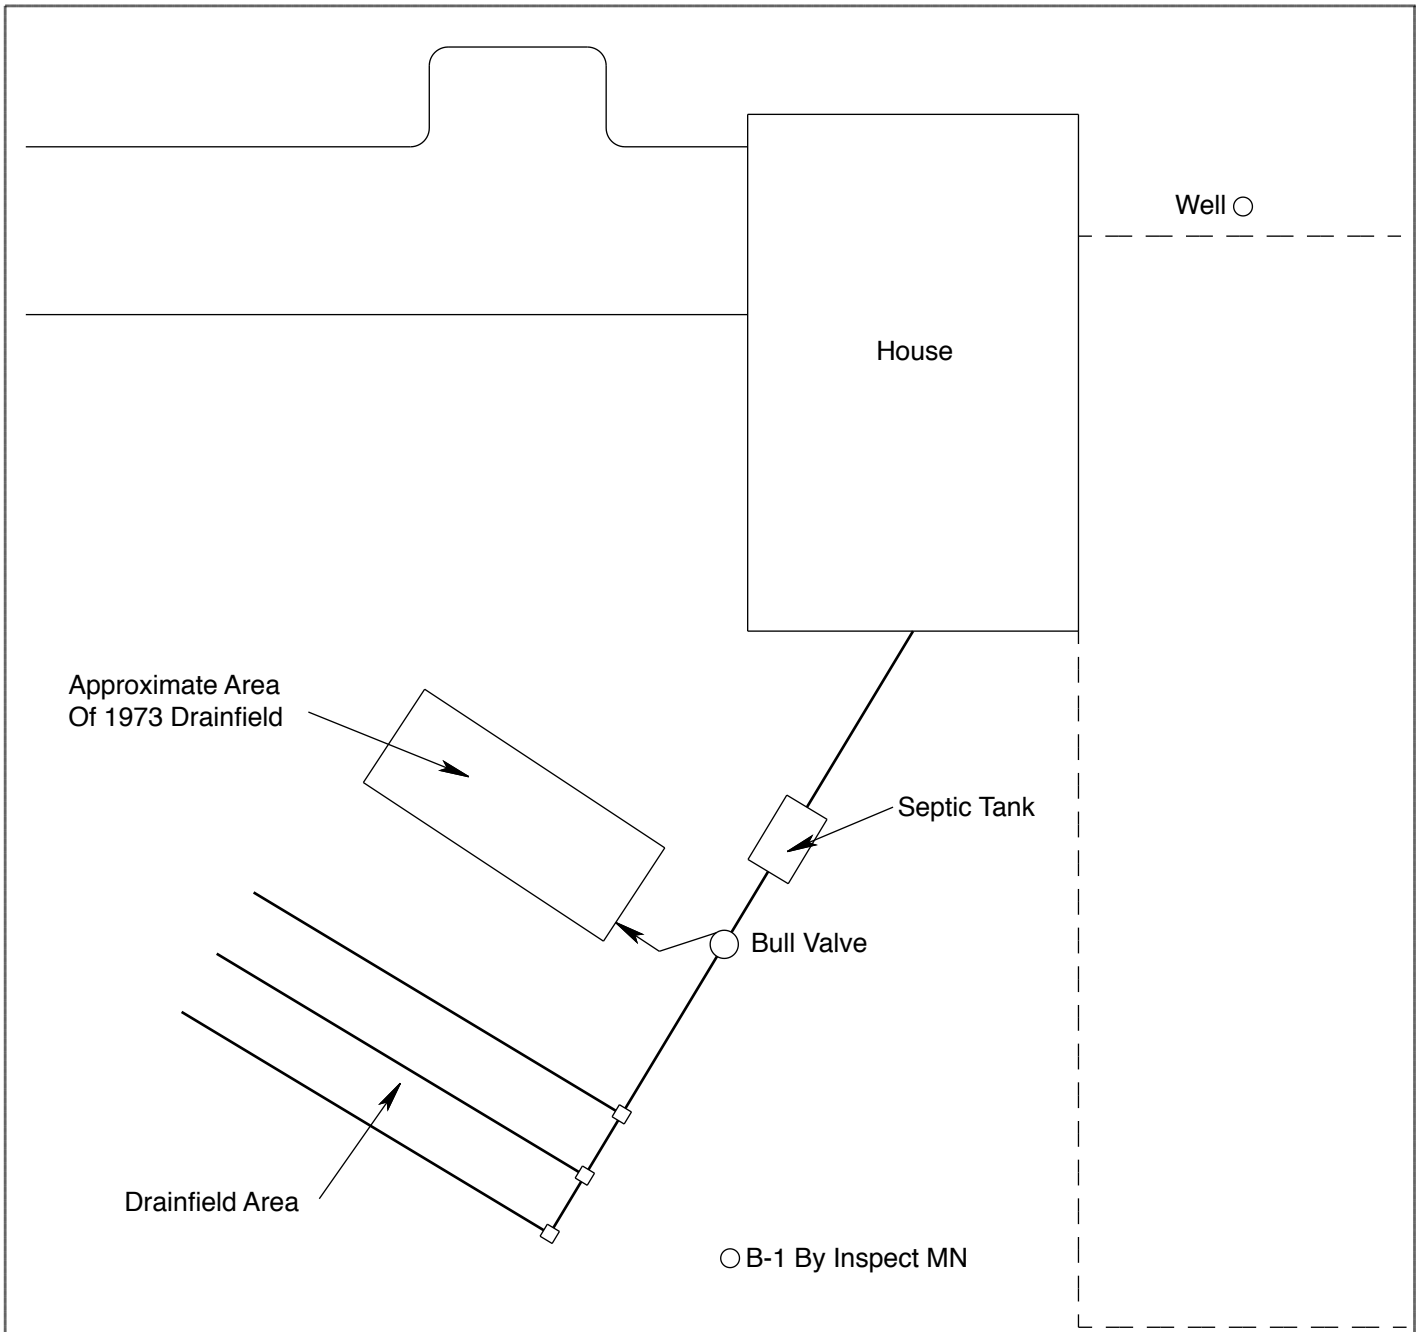 Well
House
Approximate Area
Of 1973 Drainfield
Septic Tank
Bull Valve
Drainfield Area
B-1 By Inspect MN